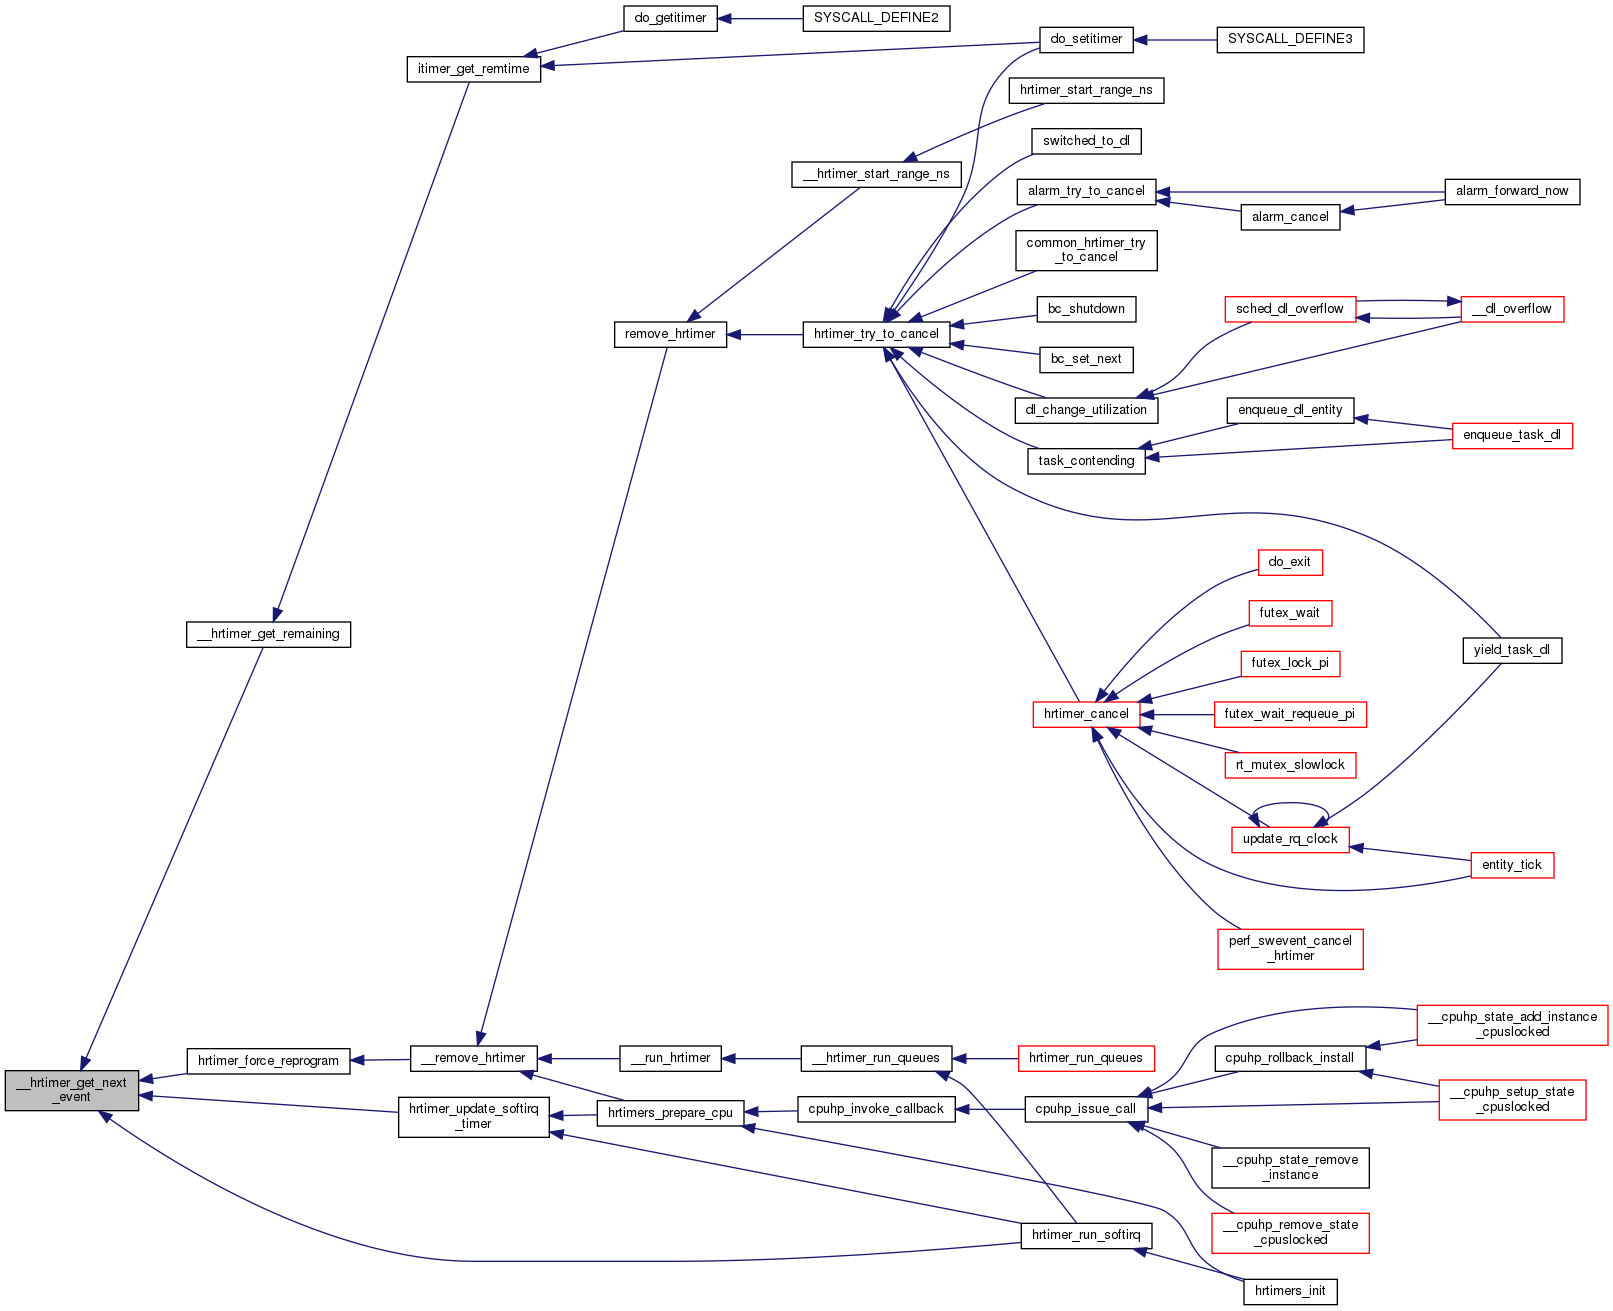 do_getitimer
SYSCALL_DEFINE2
do_setitimer
SYSCALL_DEFINE3
itimer_get_remtime
hrtimer_start_range_ns
switched_to_dl
__hrtimer_start_range_ns
alarm_try_to_cancel
alarm_forward_now
alarm_cancel
common_hrtimer_try
_to_cancel
bc_shutdown
sched_dl_overflow
__dl_overflow
remove_hrtimer
hrtimer_try_to_cancel
bc_set_next
dl_change_utilization
enqueue_dl_entity
enqueue_task_dl
task_contending
do_exit
futex_wait
__hrtimer_get_remaining
yield_task_dl
futex_lock_pi
hrtimer_cancel
futex_wait_requeue_pi
rt_mutex_slowlock
update_rq_clock
entity_tick
perf_swevent_cancel
_hrtimer
__cpuhp_state_add_instance
_cpuslocked
hrtimer_force_reprogram
__remove_hrtimer
__run_hrtimer
__hrtimer_run_queues
hrtimer_run_queues
cpuhp_rollback_install
__hrtimer_get_next
_event
__cpuhp_setup_state
_cpuslocked
hrtimer_update_softirq
_timer
hrtimers_prepare_cpu
cpuhp_invoke_callback
cpuhp_issue_call
__cpuhp_state_remove
_instance
__cpuhp_remove_state
_cpuslocked
hrtimer_run_softirq
hrtimers_init